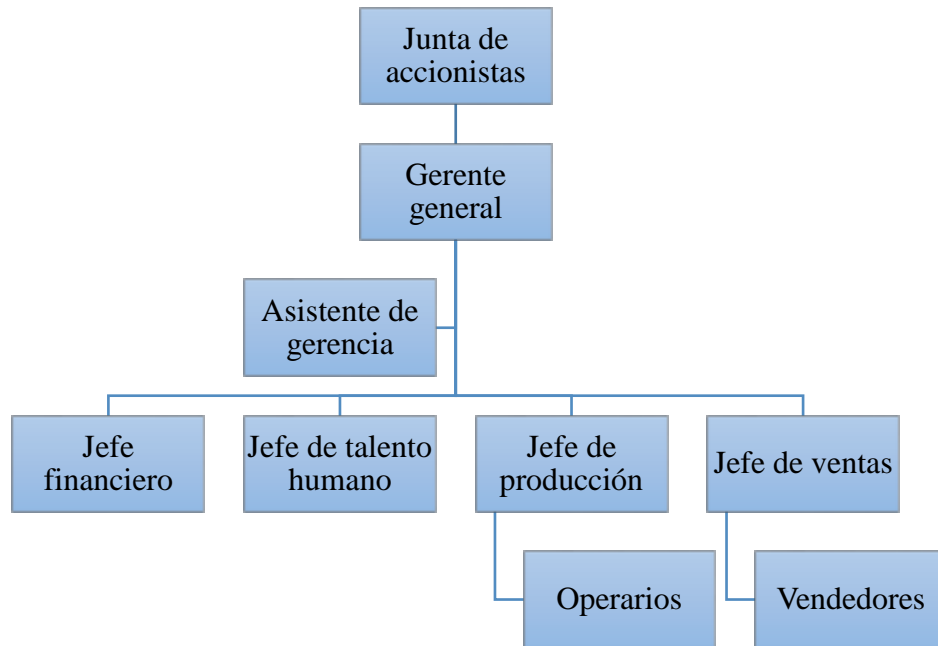 Junta de
accionistas
Gerente
general
Asistente de
gerencia
Jefe
financiero
Jefe de talento
humano
Jefe de
producción
Jefe de ventas
Operarios
Vendedores